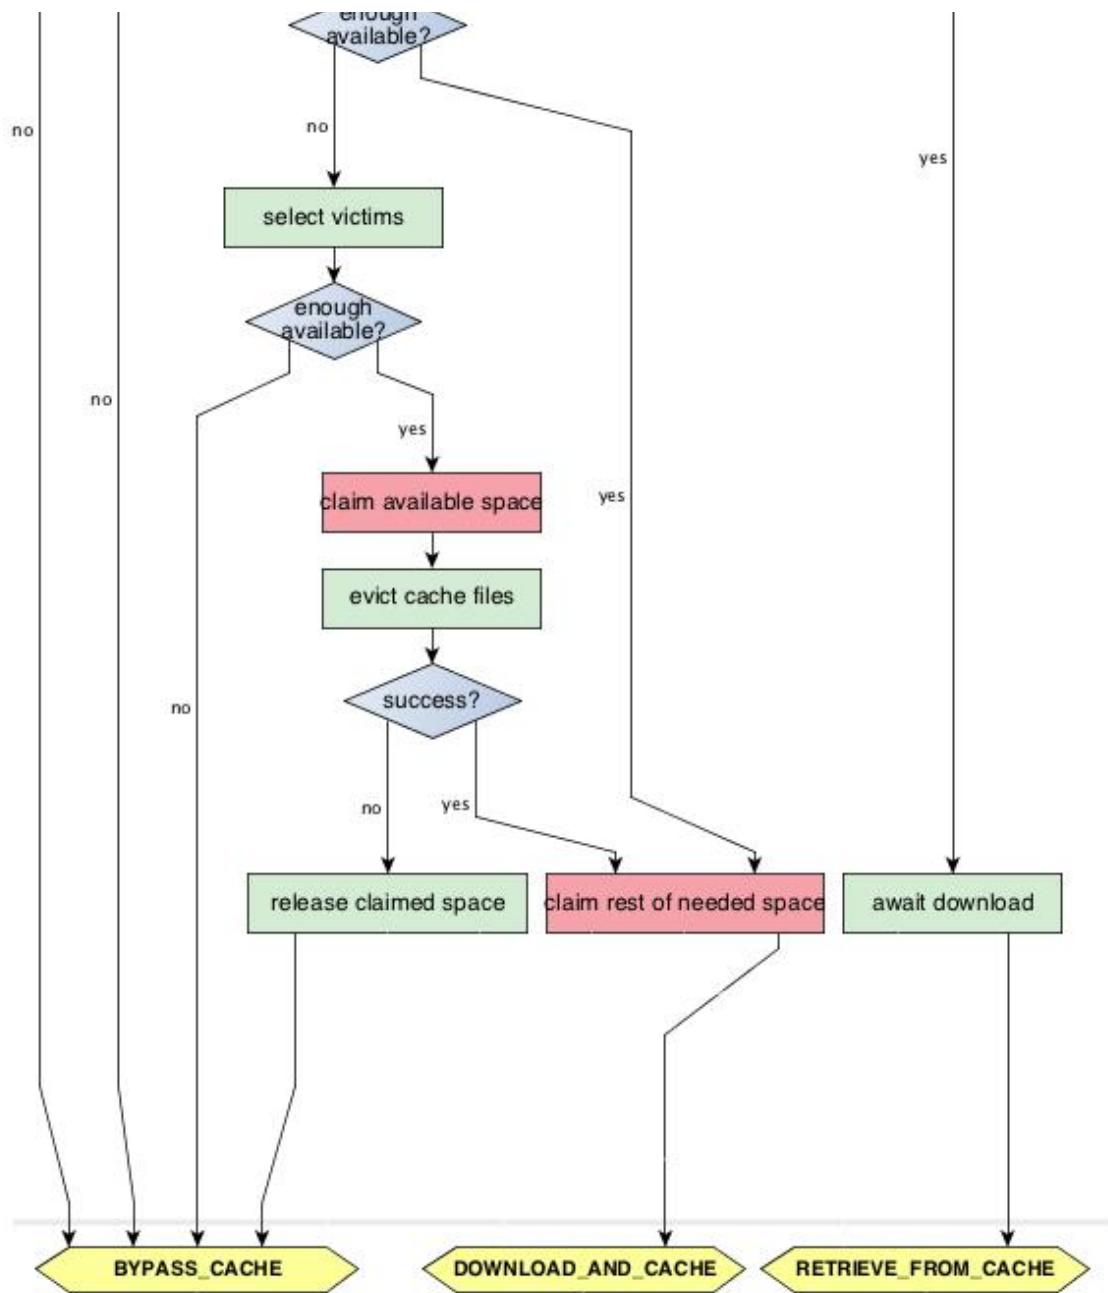 enough
available?
no
no
yes
select victims
enough
available?
no
yes
yes
claim available space
evict cache files
success?
no
no
yes
release claimed space
claim rest of needed space
await download
BYPASS_CACHE
DOWNLOAD_AND_CACHE
RETRIEVE_FROM_CACHE